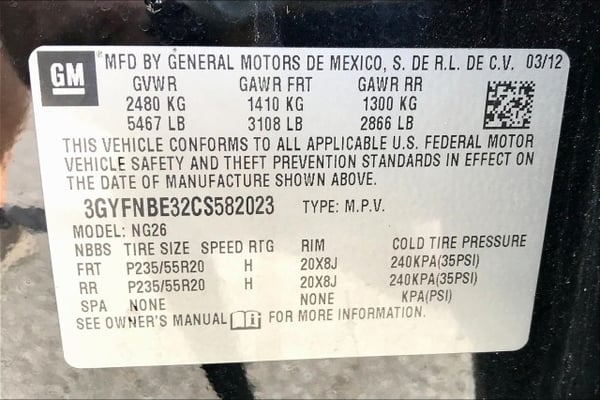 GM
MFD BY GENERAL MOTORS DE MEXICO, S. DE R.L. DE C.V. 03/12
GVWR GAWR FRT GAWR RR
2480 KG 1410 KG 1300 KG
5467 LB 3108 LB 2866 LB
THIS VEHICLE CONFORMS TO ALL APPLICABLE U.S. FEDERAL MOTOR
VEHICLE SAFETY AND THEFT PREVENTION STANDARDS IN EFFECT ON
THE DATE OF MANUFACTURE SHOWN ABOVE.
3GYFNBE32CS582023 TYPE: M.P.V.
MODEL: NG26
NBBS TIRE SIZE SPEED RTG RIM COLD TIRE PRESSURE
FRT P235/55R20 H 20X8J 240KPA(35PSI)
RR P235/55R20 H 20X8J 240KPA(35PSI)
SPA NONE NONE KPA(PSI)
SEE OWNER'S MANUAL FOR MORE INFORMATION.